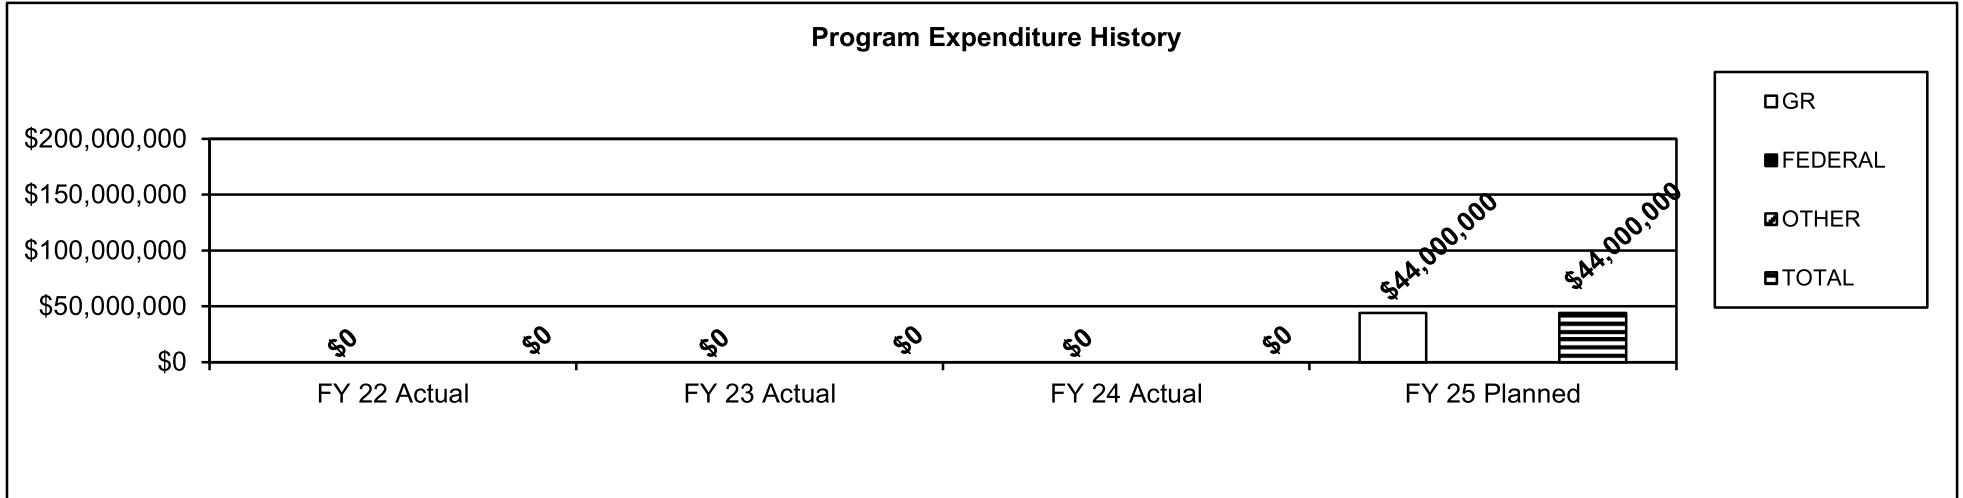 Program Expenditure History
GR
FEDERAL
OTHER
TOTAL
$200,000,000
$150,000,000
$100,000,000
$50,000,000
$0
$0
$0
$0
$0
$0
$0
$44,000,000
$44,000,000
FY 22 Actual
FY 23 Actual
FY 24 Actual
FY 25 Planned